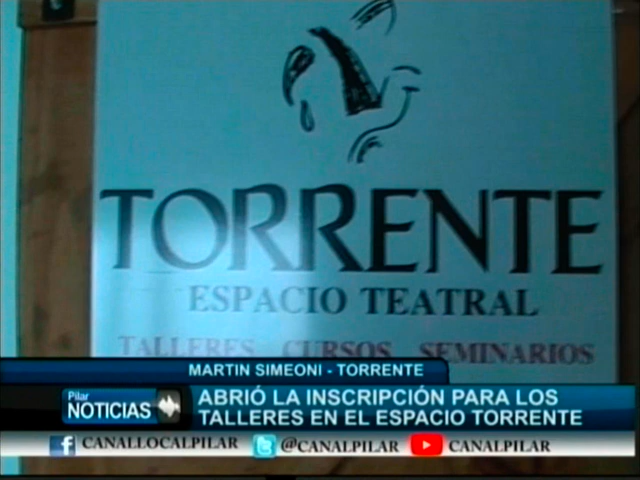 TORRENTE
ESPACIO TEATRAL
TALLERES CURSOS SEMINARIOS
MARTIN SIMEONI - TORRENTE
Pilar
NOTICIAS
ABRIÓ LA INSCRIPCIÓN PARA LOS
TALLERES EN EL ESPACIO TORRENTE
CANALLOCALPILAR @CANALPILAR CANALPILAR